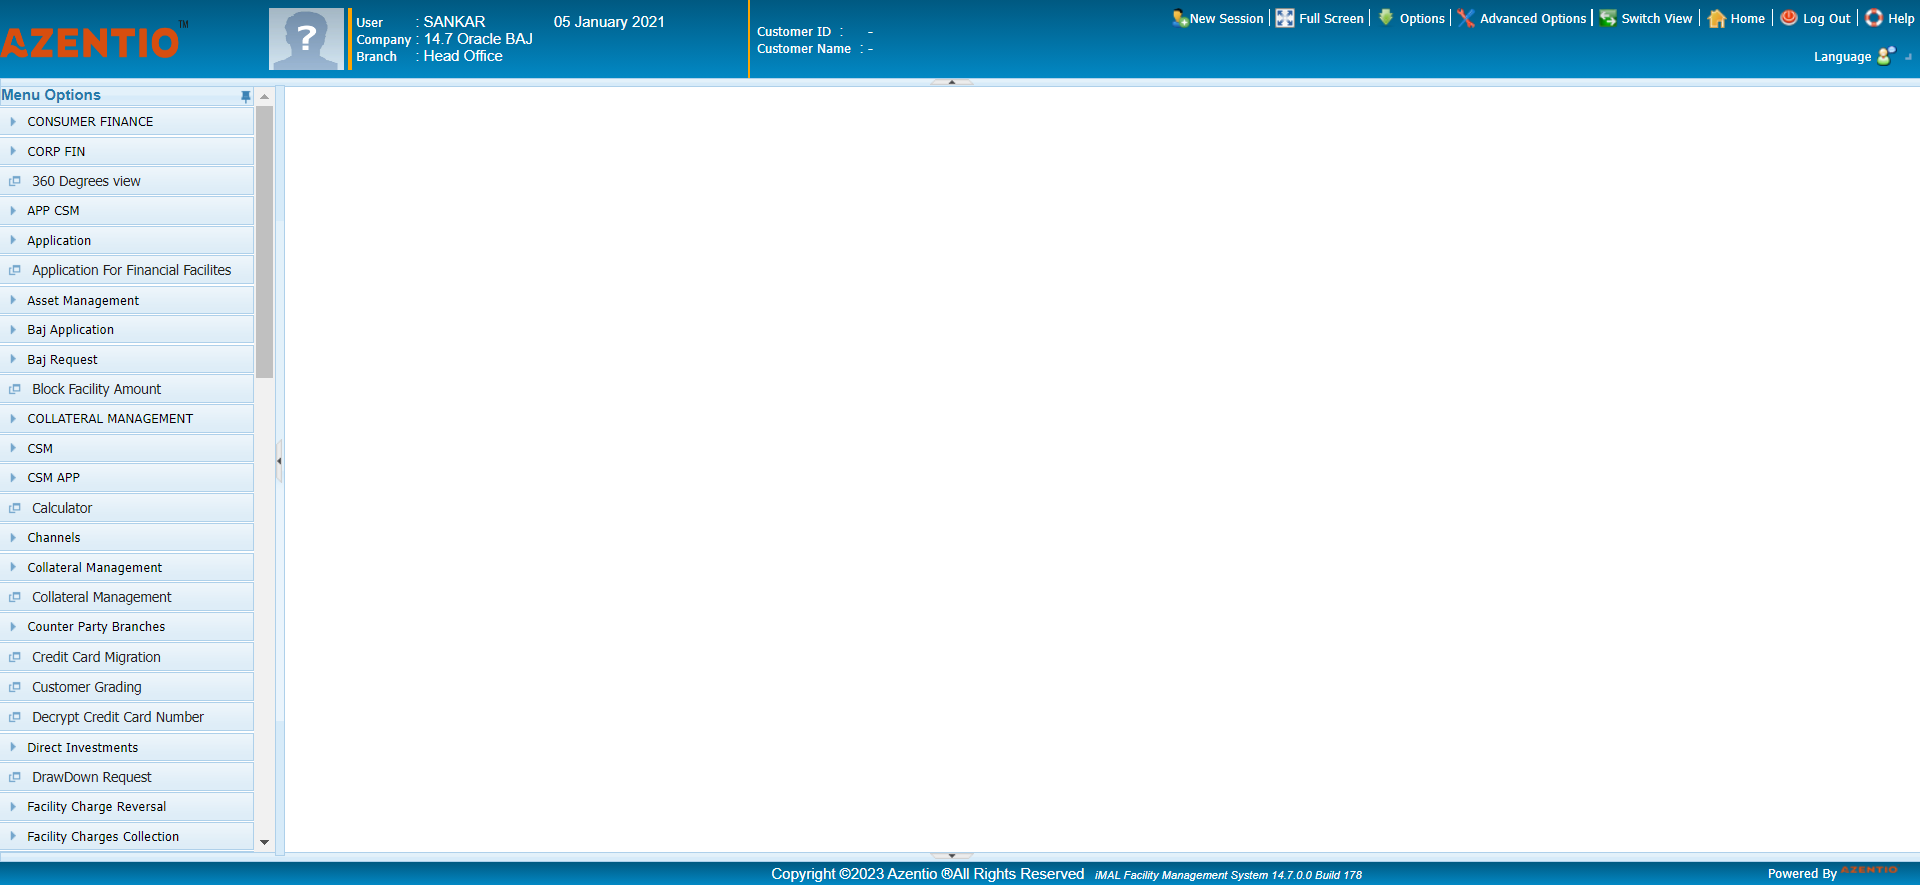 AZENTIO™
?
User : SANKAR 05 January 2021
Company : 14.7 Oracle BAJ
Branch : Head Office
Customer ID : -
Customer Name : -
New Session Full Screen Options Advanced Options Switch View Home Log Out Help
Language
Menu Options
CONSUMER FINANCE
CORP FIN
360 Degrees view
APP CSM
Application
Application For Financial Facilites
Asset Management
Baj Application
Baj Request
Block Facility Amount
COLLATERAL MANAGEMENT
CSM
CSM APP
Calculator
Channels
Collateral Management
Collateral Management
Counter Party Branches
Credit Card Migration
Customer Grading
Decrypt Credit Card Number
Direct Investments
DrawDown Request
Facility Charge Reversal
Facility Charges Collection
Copyright ©2023 Azentio ®All Rights Reserved iMAL Facility Management System 14.7.0.0 Build 178
Powered By AZENTIO